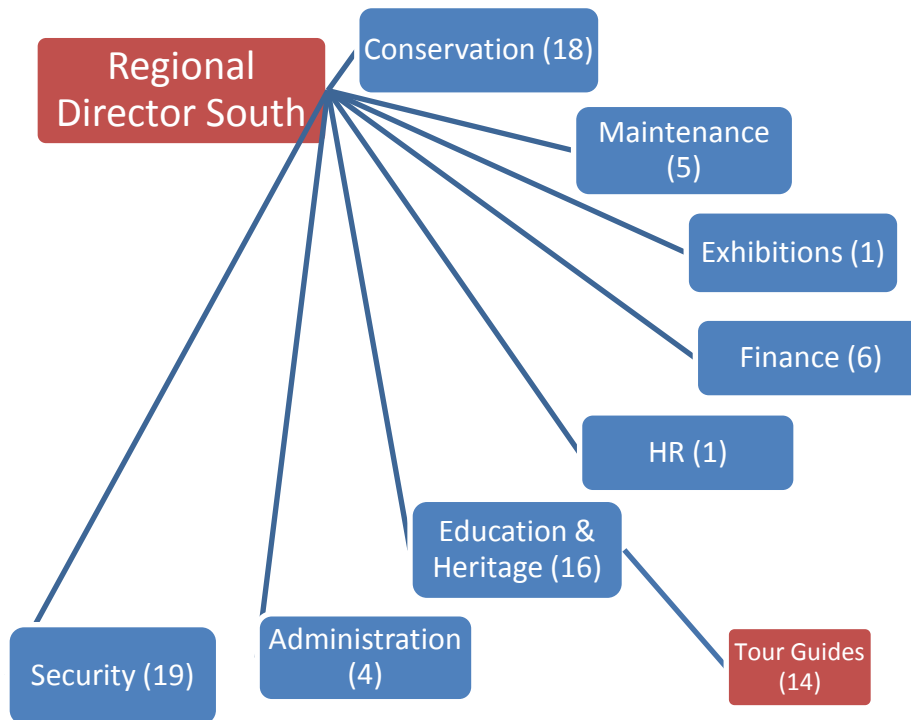 Regional
Director South
Conservation (18)
Maintenance
(5)
Exhibitions (1)
Finance (6)
HR (1)
Education &
Heritage (16)
Tour Guides
(14)
Administration
(4)
Security (19)